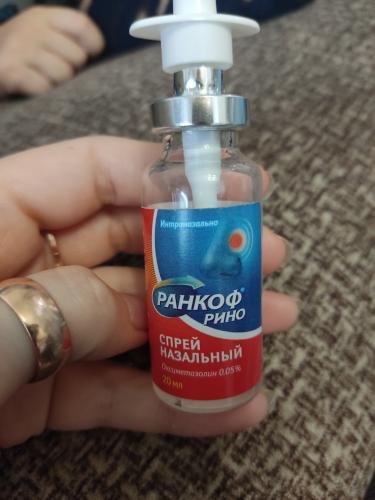 Интраназально
РАНКОФ®
РИНО
СПРЕЙ
НАЗАЛЬНЫЙ
Оксиметазолин 0.05%
20 мл